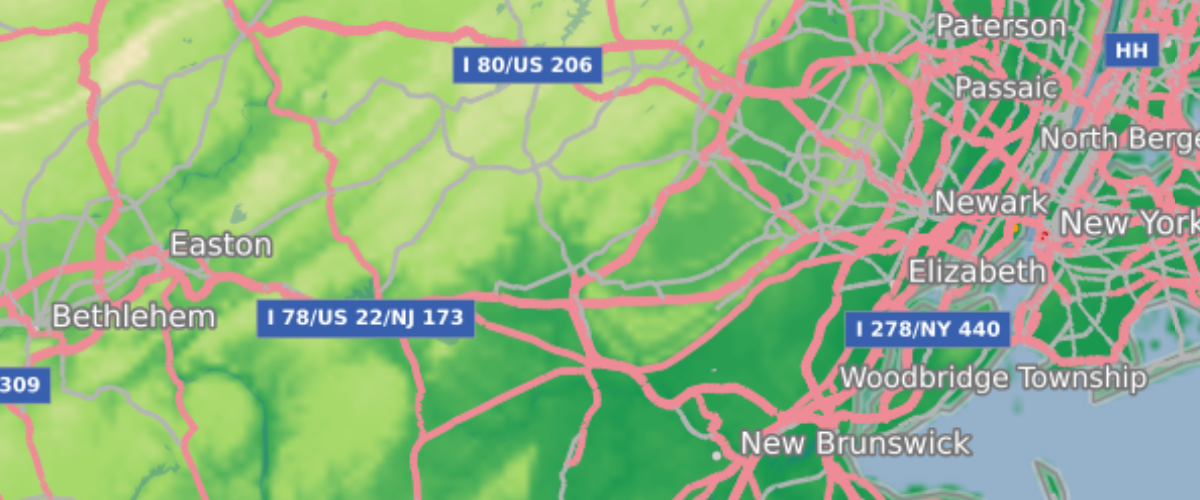 Paterson
HH
I 80/US 206
Passaic
North Berge
Newark
New York
Easton
Elizabeth
Bethlehem
I 78/US 22/NJ 173
I 278/NY 440
309
Woodbridge Township
New Brunswick